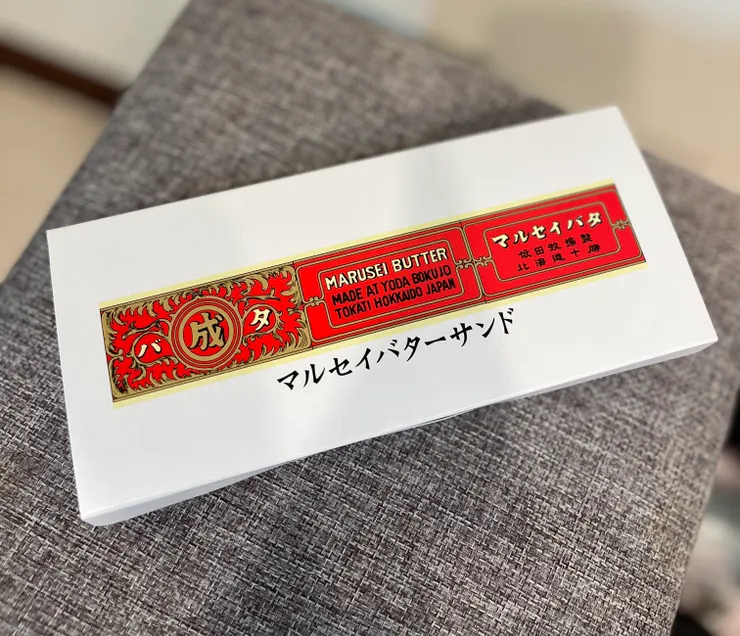 バ 成 タ
MARUSEI BUTTER
MADE AT YODA BOKUJO
TOKATI HOKKAIDO JAPAN
マルセイバタ
依田牧場製
北海道十勝
マルセイバターサンド